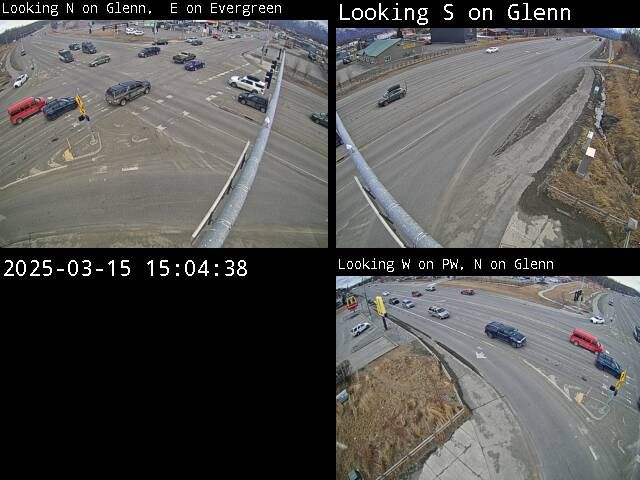 Looking N on Glenn,  E on Evergreen
Looking S on Glenn
2025-03-15 15:04:38
Looking W on PW, N on Glenn